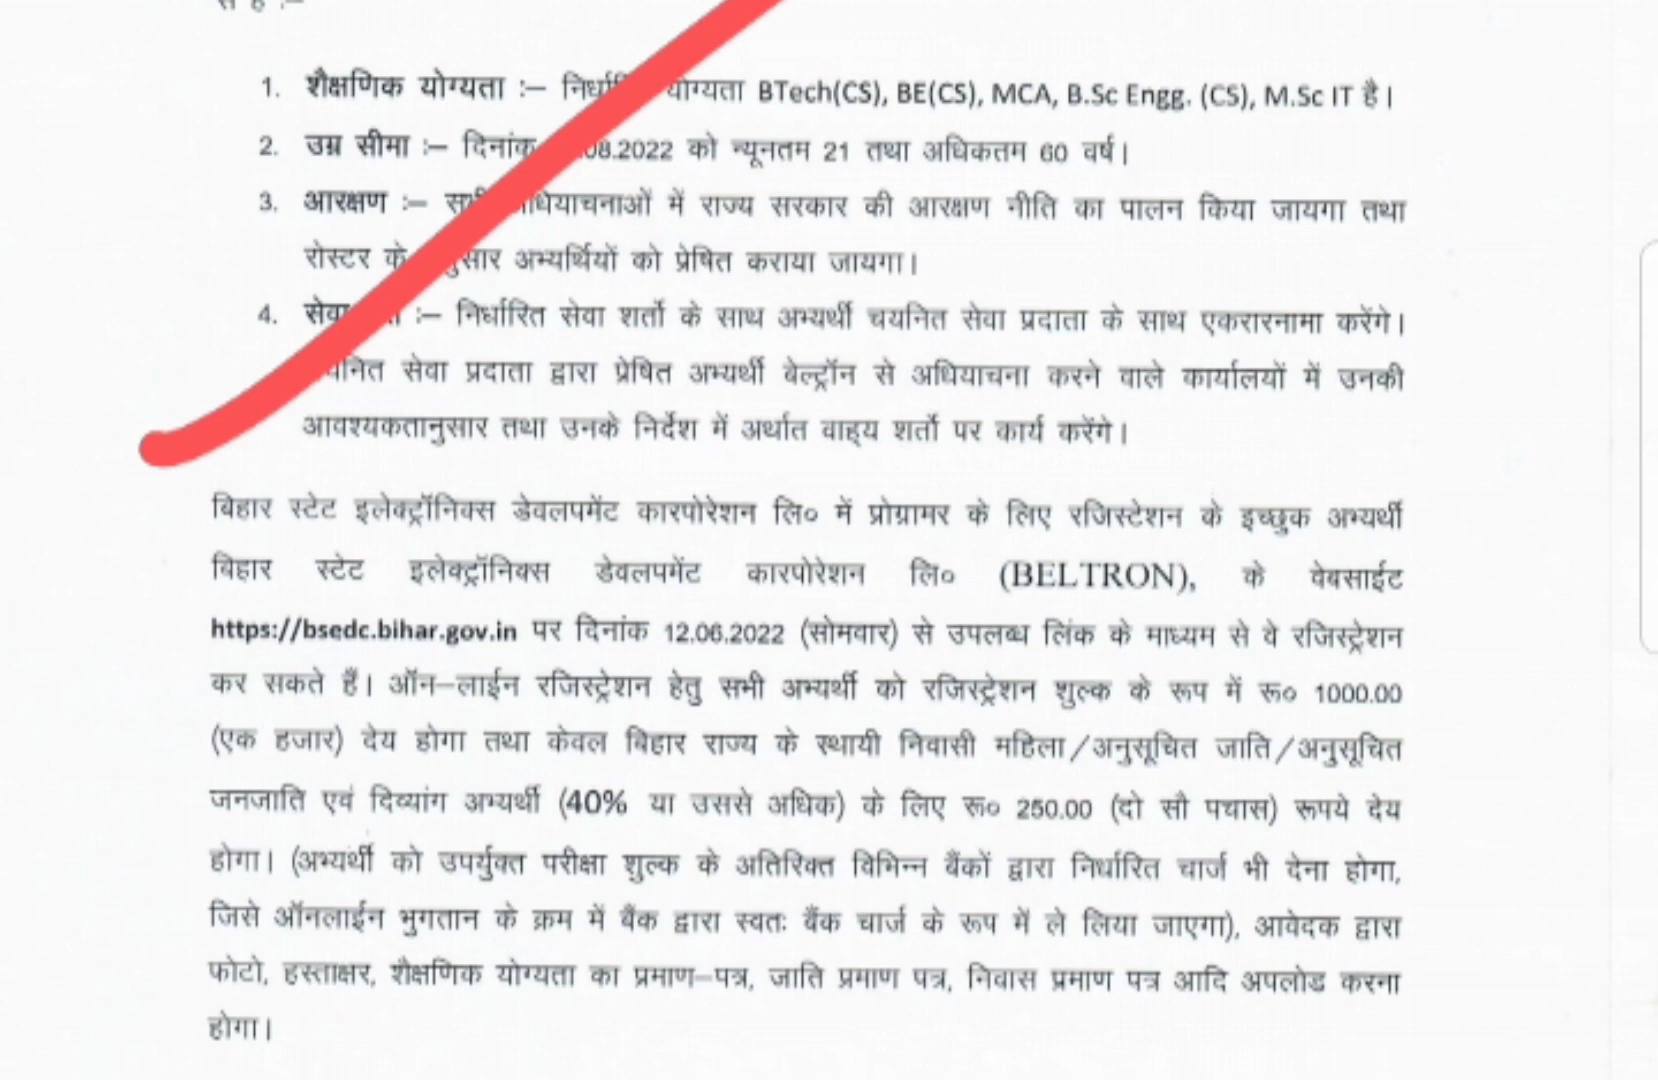 1. शैक्षणिक योग्यता :– योग्यता BTech(CS), BE(CS), MCA, B.Sc Engg. (CS), M.Sc IT है।
2. उम्र सीमा :– दिनांक 08.2022 को न्यूनतम 21 तथा अधिकतम 60 वर्ष।
3. आरक्षण :– में राज्य सरकार की आरक्षण नीति का पालन किया जायगा तथा
रोस्टर के अभ्यर्थियों को प्रेषित कराया जायगा।
4. सेवा :– निर्धारित सेवा शर्तो के साथ अभ्यर्थी चयनित सेवा प्रदाता के साथ एकरारनामा करेंगे।
सेवा प्रदाता द्वारा प्रेषित अभ्यर्थी बेल्ट्रॉन से अधियाचना करने वाले कार्यालयों में उनकी
आवश्यकतानुसार तथा उनके निर्देश में अर्थात वाह्य शर्तो पर कार्य करेंगे।
बिहार स्टेट इलेक्ट्रॉनिक्स डेवलपमेंट कारपोरेशन लि० में प्रोग्रामर के लिए रजिस्टेशन के इच्छुक अभ्यर्थी
बिहार स्टेट इलेक्ट्रॉनिक्स डेवलपमेंट कारपोरेशन लि० (BELTRON), के वेबसाईट
https://bsedc.bihar.gov.in पर दिनांक 12.06.2022 (सोमवार) से उपलब्ध लिंक के माध्यम से वे रजिस्ट्रेशन
कर सकते हैं। ऑन–लाईन रजिस्ट्रेशन हेतु सभी अभ्यर्थी को रजिस्ट्रेशन शुल्क के रूप में रू० 1000.00
(एक हजार) देय होगा तथा केवल बिहार राज्य के स्थायी निवासी महिला/अनुसूचित जाति/अनुसूचित
जनजाति एवं दिव्यांग अभ्यर्थी (40% या उससे अधिक) के लिए रू० 250.00 (दो सौ पचास) रूपये देय
होगा। (अभ्यर्थी को उपर्युक्त परीक्षा शुल्क के अतिरिक्त विभिन्न बैंकों द्वारा निर्धारित चार्ज भी देना होगा,
जिसे ऑनलाईन भुगतान के क्रम में बैंक द्वारा स्वतः बैंक चार्ज के रूप में ले लिया जाएगा), आवेदक द्वारा
फोटो, हस्ताक्षर, शैक्षणिक योग्यता का प्रमाण–पत्र, जाति प्रमाण पत्र, निवास प्रमाण पत्र आदि अपलोड करना
होगा।